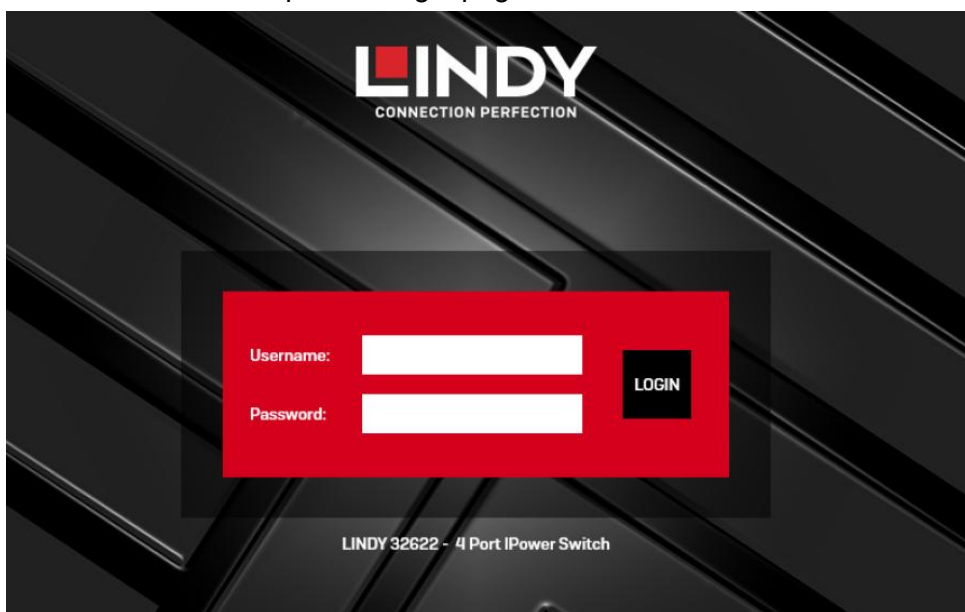 LINDY
CONNECTION PERFECTION
Username:
LOGIN
Password:
LINDY 32622 - 4 Port IPower Switch